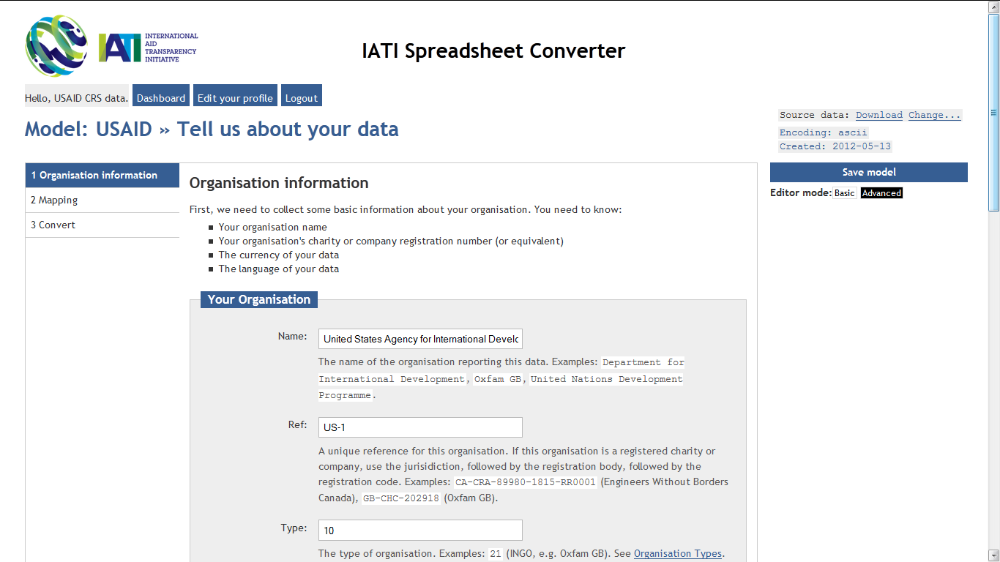 IATI
INTERNATIONAL
AID
TRANSPARENCY
INITIATIVE
IATI Spreadsheet Converter
Hello, USAID CRS data. Dashboard Edit your profile Logout
Model: USAID » Tell us about your data
Source data: Download Change...
Encoding: ascii
Created: 2012-05-13
1 Organisation information
2 Mapping
3 Convert
Save model
Editor mode: Basic Advanced
Organisation information
First, we need to collect some basic information about your organisation. You need to know:
Your organisation name
Your organisation's charity or company registration number (or equivalent)
The currency of your data
The language of your data
Your Organisation
Name: United States Agency for International Develo
The name of the organisation reporting this data. Examples: Department for
International Development, Oxfam GB, United Nations Development
Programme.
Ref: US-1
A unique reference for this organisation. If this organisation is a registered charity or
company, use the jurisidiction, followed by the registration body, followed by the
registration code. Examples: CA-CRA-89980-1815-RR0001 (Engineers Without Borders
Canada), GB-CHC-202918 (Oxfam GB).
Type: 10
The type of organisation. Examples: 21 (INGO, e.g. Oxfam GB). See Organisation Types.